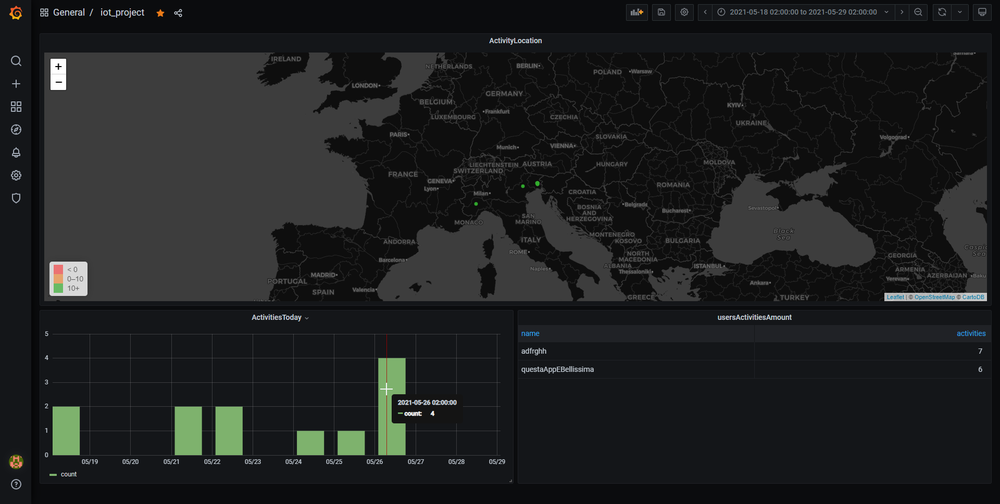 General / iot_project
2021-05-18 02:00:00 to 2021-05-29 02:00:00
ActivityLocation
+
−
IRELAND
NETHERLANDS
BERLIN
POLAND
Warsaw
Samara
LONDON
BELGIUM
GERMANY
Frankfurt
LUXEMBOURG
CZECHIA
KYIV
UKRAINE
PARIS
SLOVAKIA
Volgograd
Munich
VIENNA
LIECHTENSTEIN
AUSTRIA
SWITZERLAND
HUNGARY
MOLDOVA
FRANCE
GENEVA
Lyon
Milan
ROMANIA
CROATIA
BOSNIA
AND
HERZEGOVINA
Belgrade
Bucharest
Sevastopol
SAN
MARINO
MONACO
Black
Sea
MONTENEGRO
KOSOVO
BULGARIA
ANDORRA
ITALY
ROME
Caspia
Sea
Barcelona
NORTH
MACEDONIA
GEORGIA
ALBANIA
Thessaloniki
ISTANBUL
Naples
ARMENIA
AZERBAIJAN
Baku
Yerevan
MADRID
PORTUGAL
SPAIN
Valencia
Ankara
GREECE
TURKEY
< 0
0–10
10+
Leaflet | © OpenStreetMap © CartoDB
ActivitiesToday
5
4
3
2
1
0
2021-05-26 02:00:00
count: 4
05/19 05/20 05/21 05/22 05/23 05/24 05/25 05/26 05/27 05/28 05/29
count
usersActivitiesAmount
name activities
adfrghh 7
questaAppEBellissima 6